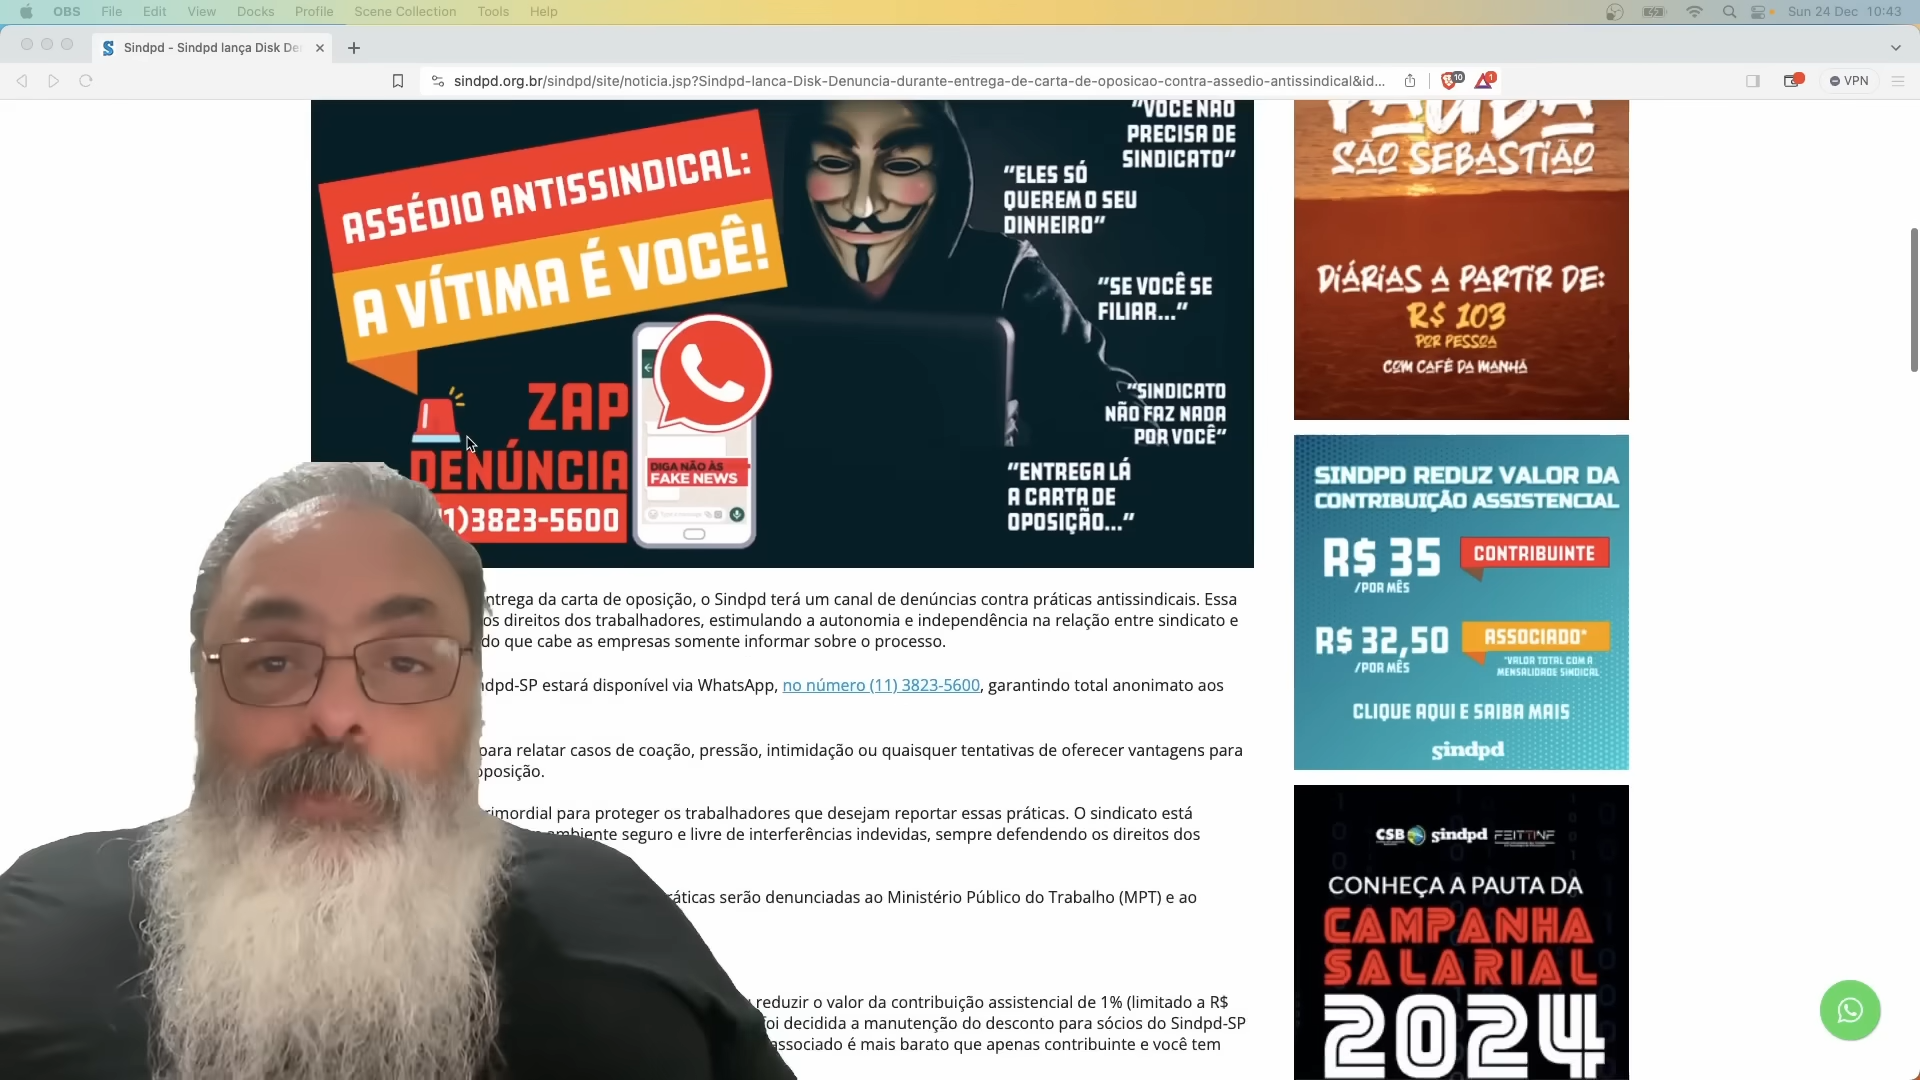 OBS File Edit View Docks Profile Scene Collection Tools Help
Sun 24 Dec 10:43
Sindpd - Sindpd lança Disk De
sindpd.org.br/sindpd/site/noticia.jsp?Sindpd-lanca-Disk-Denuncia-durante-entrega-de-carta-de-oposicao-contra-assedio-antissindical&id...
10
1
VPN
ASSÉDIO ANTISSINDICAL:
A VÍTIMA É VOCÊ!
ZAP
DENÚNCIA
1)3823-5600
DIGA NÃO ÀS
FAKE NEWS
"VOCÊ NÃO
PRECISA DE
SINDICATO"
"ELES SÓ
QUEREM O SEU
DINHEIRO"
"SE VOCÊ SE
FILIAR..."
"SINDICATO
NÃO FAZ NADA
POR VOCÊ"
"ENTREGA LÁ
A CARTA DE
OPOSIÇÃO..."
ntrega da carta de oposição, o Sindpd terá um canal de denúncias contra práticas antissindicais. Essa
os direitos dos trabalhadores, estimulando a autonomia e independência na relação entre sindicato e
do que cabe as empresas somente informar sobre o processo.
ndpd-SP estará disponível via WhatsApp, no número (11) 3823-5600, garantindo total anonimato aos
para relatar casos de coação, pressão, intimidação ou quaisquer tentativas de oferecer vantagens para
oposição.
rimordial para proteger os trabalhadores que desejam reportar essas práticas. O sindicato está
ambiente seguro e livre de interferências indevidas, sempre defendendo os direitos dos
ráticas serão denunciadas ao Ministério Público do Trabalho (MPT) e ao
reduzir o valor da contribuição assistencial de 1% (limitado a R$
foi decidida a manutenção do desconto para sócios do Sindpd-SP
associado é mais barato que apenas contribuinte e você tem
PAUBA
SÃO SEBASTIÃO
DIÁRIAS A PARTIR DE:
R$ 103
POR PESSOA
COM CAFÉ DA MANHÃ
SINDPD REDUZ VALOR DA
CONTRIBUIÇÃO ASSISTENCIAL
R$ 35 CONTRIBUINTE
/POR MÊS
R$ 32,50 ASSOCIADO*
/POR MÊS
*VALOR TOTAL COM A
MENSALIDADE SINDICAL
CLIQUE AQUI E SAIBA MAIS
sindpd
CSB sindpd FEITTINF
CONHEÇA A PAUTA DA
CAMPANHA
SALARIAL
2024